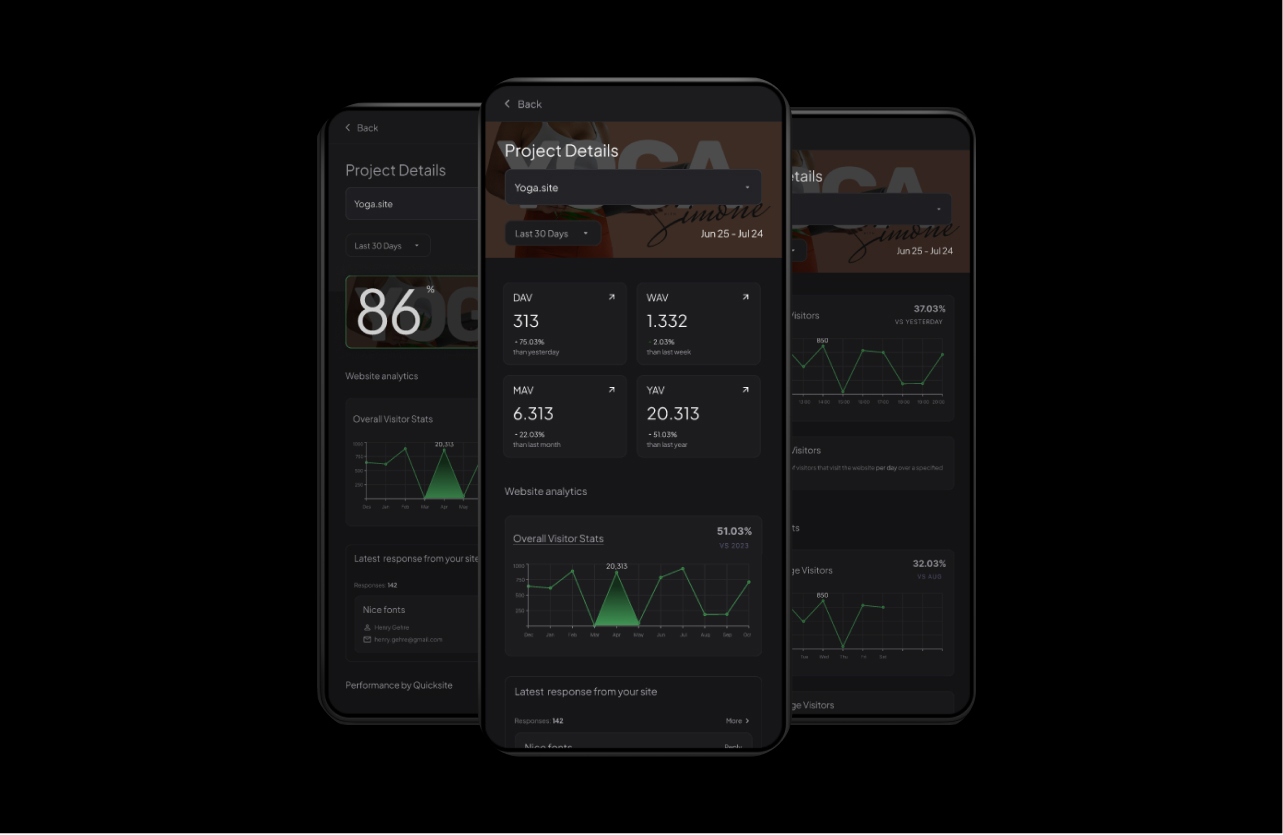 Back
Project Details
Yoga.site
Last 30 Days
86
%
YOGA
Website analytics
Overall Visitor Stats
20,313
1000
750
500
250
Dec Jan Feb Mar Apr May
Latest response from your site
Responses: 142
Nice fonts
Henry Gehre
henry.gehre@gmail.com
Performance by Quicksite
Back
YOGA
Project Details
Yoga.site
Simone
Last 30 Days
Jun 25 - Jul 24
DAV
313
75.03%
than yesterday
WAV
1.332
2.03%
than last week
MAV
6.313
22.03%
than last month
YAV
20.313
51.03%
than last year
Website analytics
Overall Visitor Stats
51.03%
VS 2023
20,313
1000
750
500
250
Dec Jan Feb Mar Apr May Jun Jul Aug Sep Oct
Latest response from your site
Responses: 142
More
Nice fonts
Reply
etails
Simone
Jun 25 - Jul 24
Visitors
37.03%
VS YESTERDAY
850
13:00 14:00 15:00 16:00 17:00 18:00 19:00 20:00
Visitors
of visitors that visit the website per day over a specified
ts
ge Visitors
32.03%
VS AUG
850
Tue Wed Thu Fri Sat
ge Visitors